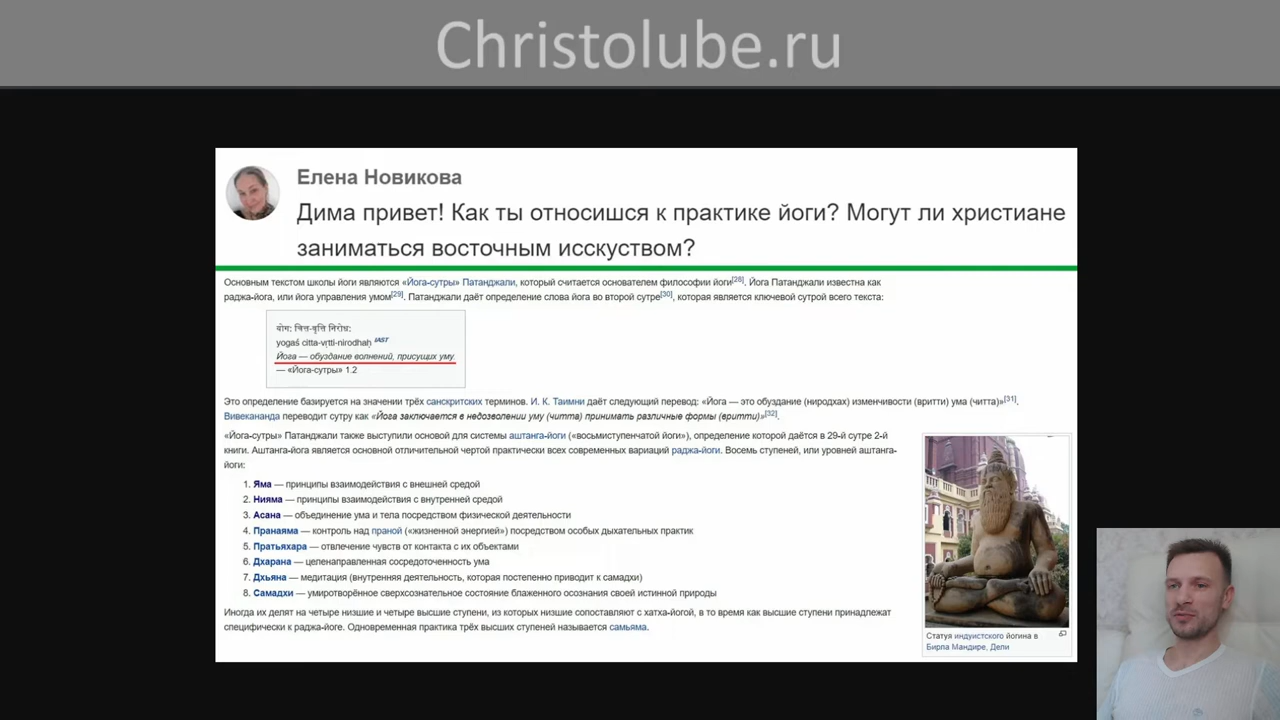 Christolube.ru
Елена Новикова
Дима привет! Как ты относишся к практике йоги? Могут ли христиане
заниматься восточным исскуством?
Основным текстом школы йоги являются «Йога-сутры» Патанджали, который считается основателем философии йоги[28]. Йога Патанджали известна как
раджа-йога, или йога управления умом[29]. Патанджали даёт определение слова йога во второй сутре[30], которая является ключевой сутрой всего текста:
योग: चित्त-वृत्ति निरोध:
yogaś citta-vṛtti-nirodhaḥ IAST
Йога — обуздание волнений, присущих уму.
— «Йога-сутры» 1.2
Это определение базируется на значении трёх санскритских терминов. И. К. Таимни даёт следующий перевод: «Йога — это обуздание (ниродхах) изменчивости (вритти) ума (читта)»[31].
Вивекананда переводит сутру как «Йога заключается в недозволении уму (читта) принимать различные формы (вритти)»[32].
«Йога-сутры» Патанджали также выступили основой для системы аштанга-йоги («восьмиступенчатой йоги»), определение которой даётся в 29-й сутре 2-й
книги. Аштанга-йога является основной отличительной чертой практически всех современных вариаций раджа-йоги. Восемь ступеней, или уровней аштанга-
йоги:
1. Яма — принципы взаимодействия с внешней средой
2. Нияма — принципы взаимодействия с внутренней средой
3. Асана — объединение ума и тела посредством физической деятельности
4. Пранаяма — контроль над праной («жизненной энергией») посредством особых дыхательных практик
5. Пратьяхара — отвлечение чувств от контакта с их объектами
6. Дхарана — целенаправленная сосредоточенность ума
7. Дхьяна — медитация (внутренняя деятельность, которая постепенно приводит к самадхи)
8. Самадхи — умиротворённое сверхсознательное состояние блаженного осознания своей истинной природы
Иногда их делят на четыре низшие и четыре высшие ступени, из которых низшие сопоставляют с хатха-йогой, в то время как высшие ступени принадлежат
специфически к раджа-йоге. Одновременная практика трёх высших ступеней называется самьяма.
Статуя индуистского йогина в
Бирла Мандире, Дели